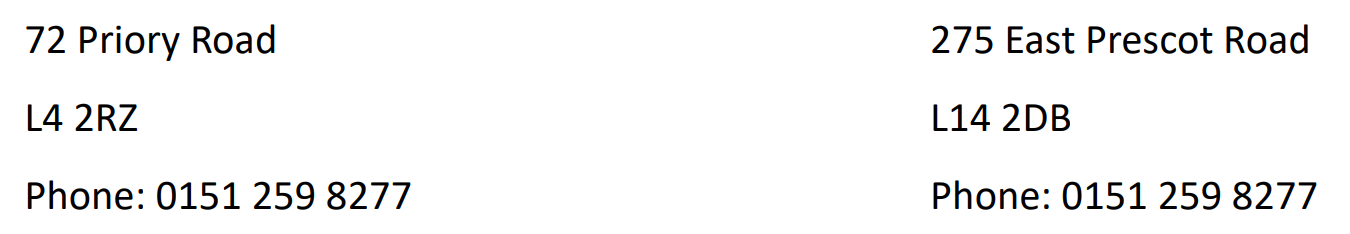 72 Priory Road
L4 2RZ
Phone: 0151 259 8277
275 East Prescot Road
L14 2DB
Phone: 0151 259 8277